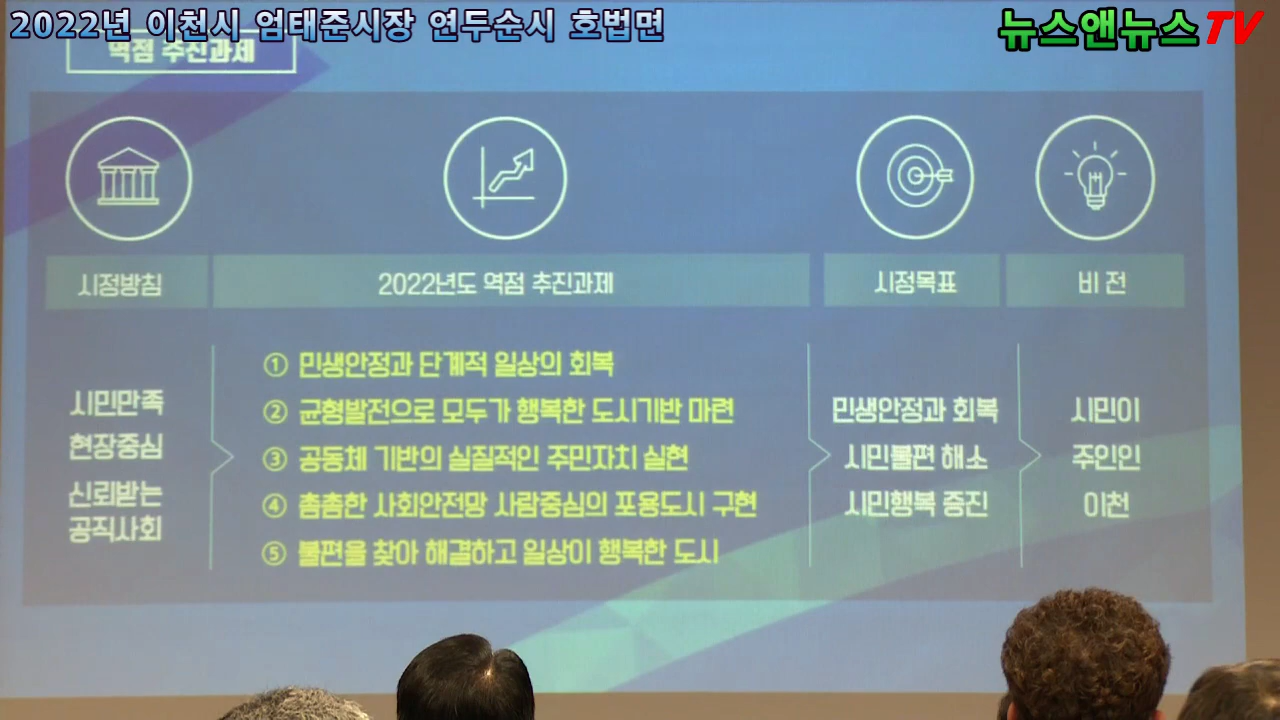 2022년 이천시 엄태준시장 연두순시 호법면
뉴스앤뉴스TV
역점 추진과제
시정방침
2022년도 역점 추진과제
시정목표
비 전
시민만족
현장중심
신뢰받는
공직사회
① 민생안정과 단계적 일상의 회복
② 균형발전으로 모두가 행복한 도시기반 마련
③ 공동체 기반의 실질적인 주민자치 실현
④ 촘촘한 사회안전망 사람중심의 포용도시 구현
⑤ 불편을 찾아 해결하고 일상이 행복한 도시
민생안정과 회복
시민불편 해소
시민행복 증진
시민이
주인인
이천